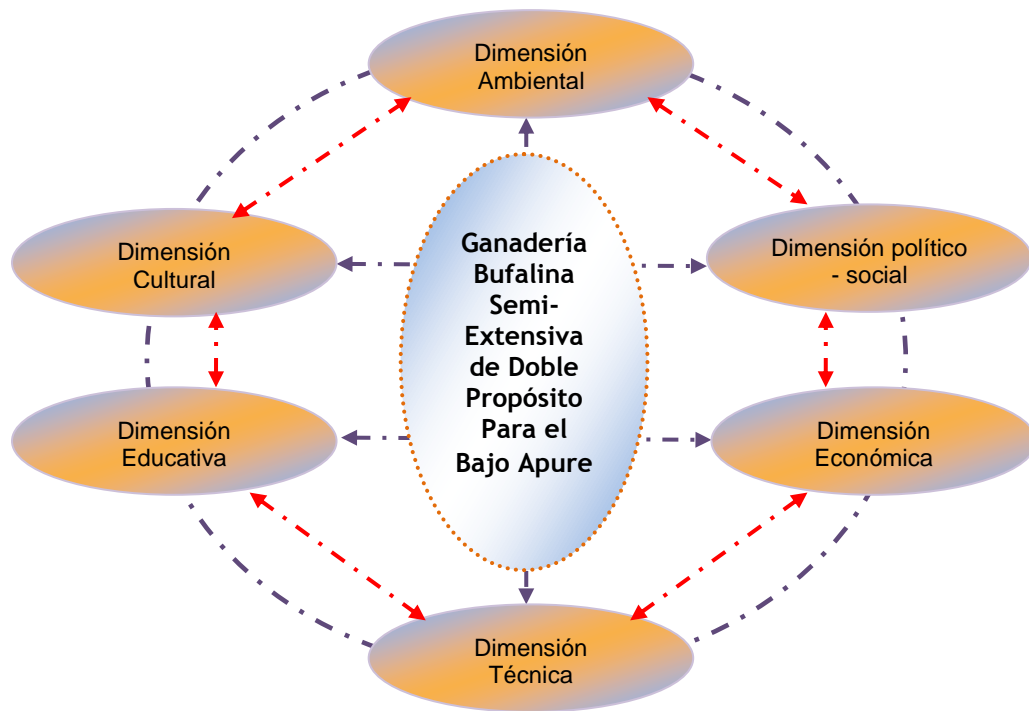 Dimensión
Ambiental
Dimensión
Cultural
Ganadería
Bufalina
Semi-
Extensiva
de Doble
Propósito
Para el
Bajo Apure
Dimensión político
- social
Dimensión
Educativa
Dimensión
Económica
Dimensión
Técnica